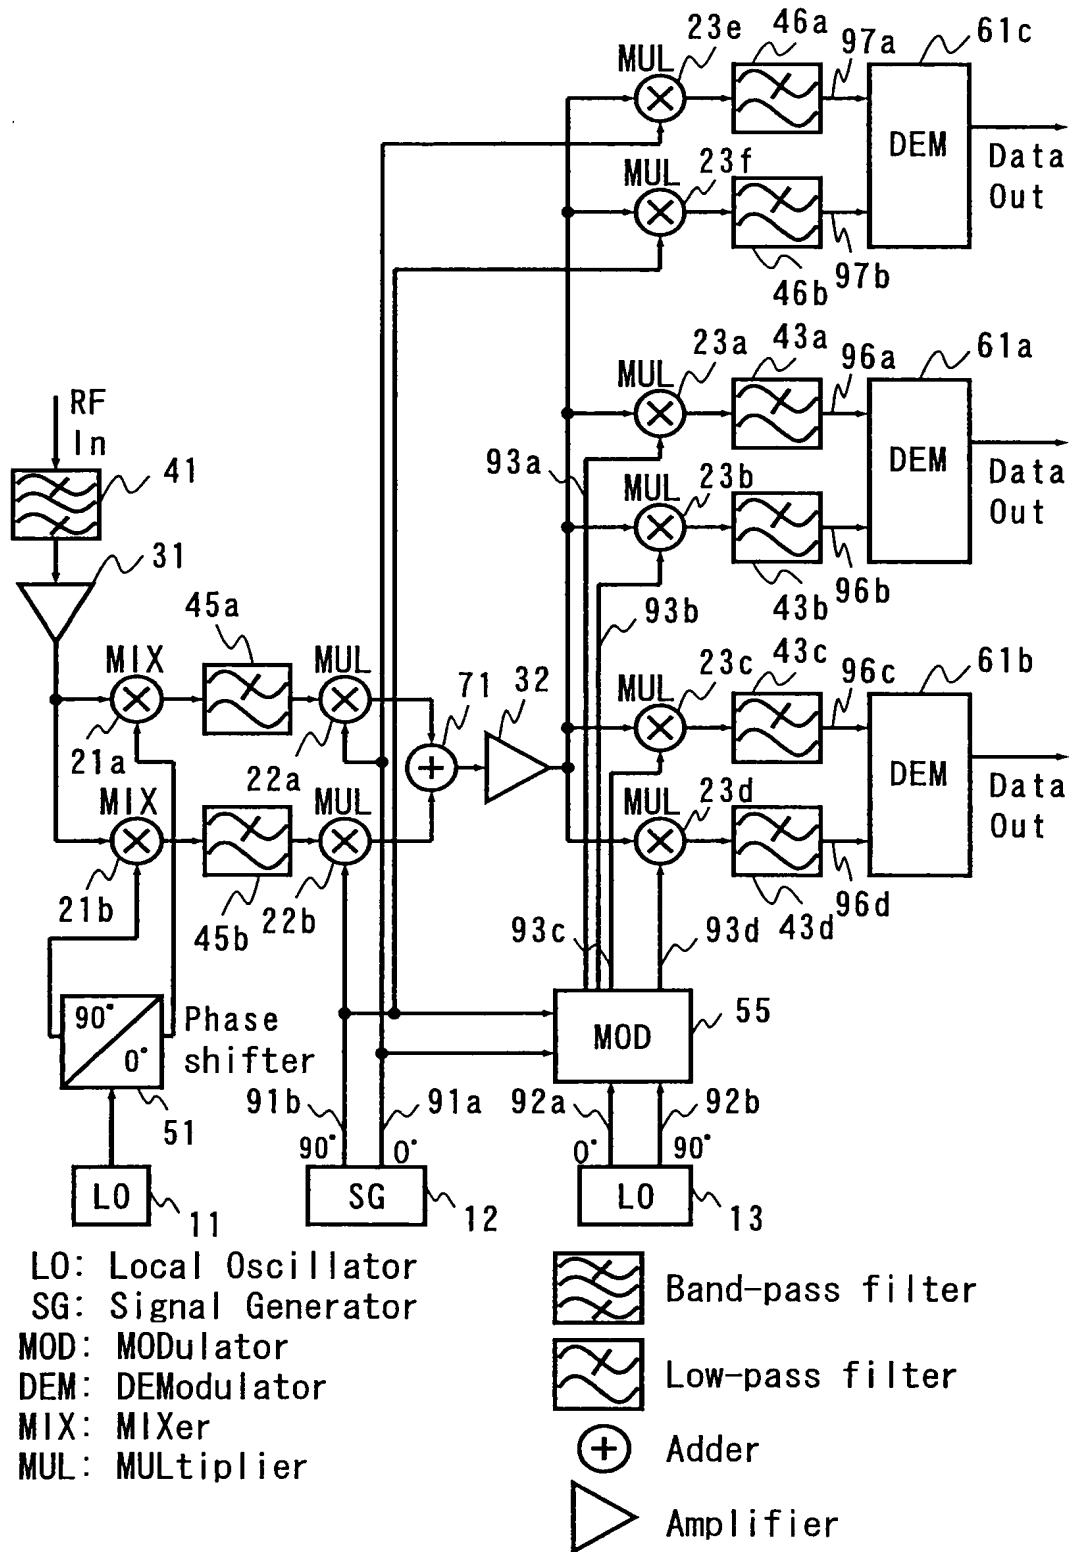 23e
46a
97a
61c
MUL
DEM
Data
Out
MUL
23f
46b
97b
23a
43a
96a
61a
MUL
DEM
Data
Out
93a
MUL
23b
43b
96b
93b
RF
In
41
31
45a
MIX
MUL
71
32
MUL
23c
43c
96c
61b
21a
22a
DEM
Data
Out
MIX
MUL
MUL
23d
21b
45b
22b
93c
93d
43d
96d
90°
0°
Phase
shifter
MOD
55
51
91b
91a
92a
92b
90°
0°
0°
90°
LO
11
SG
12
LO
13
LO: Local Oscillator
SG: Signal Generator
MOD: MODulator
DEM: DEModulator
MIX: MIXer
MUL: MULtiplier
Band-pass filter
Low-pass filter
Adder
Amplifier